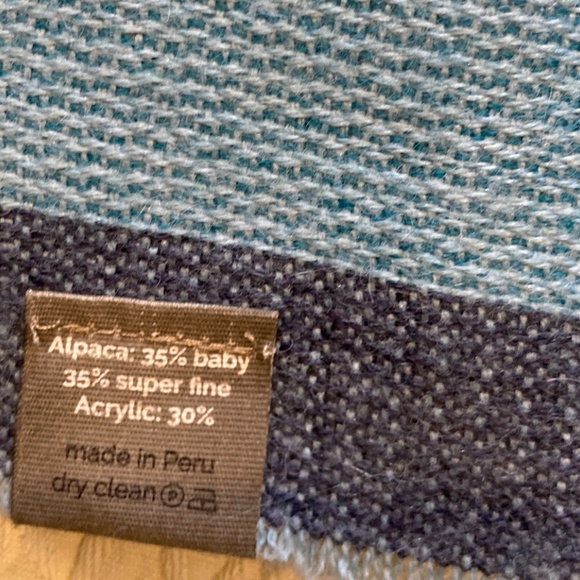 Alpaca: 35% baby
35% super fine
Acrylic: 30%
made in Peru
dry clean P